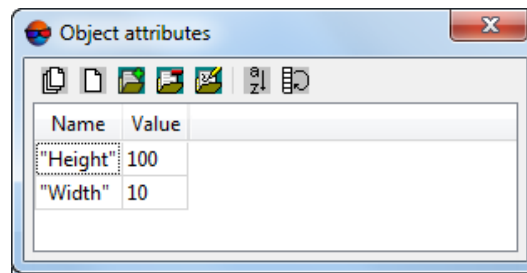 Object attributes
Name Value
"Height" 100
"Width" 10